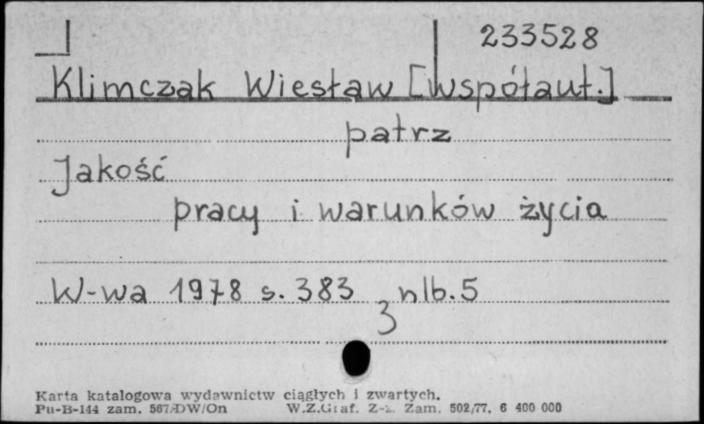 233528
Klimczak Wiesław [współaut.]
patrz
Jakość
pracy i warunków życia
W-wa 1978 s. 383 nlb. 5
3
Karta katalogowa wydawnictw ciągłych i zwartych.
Pu-B-144 zam. 567/DW/On W.Z.Graf. Z-z. Zam. 502/77, 6 400 000